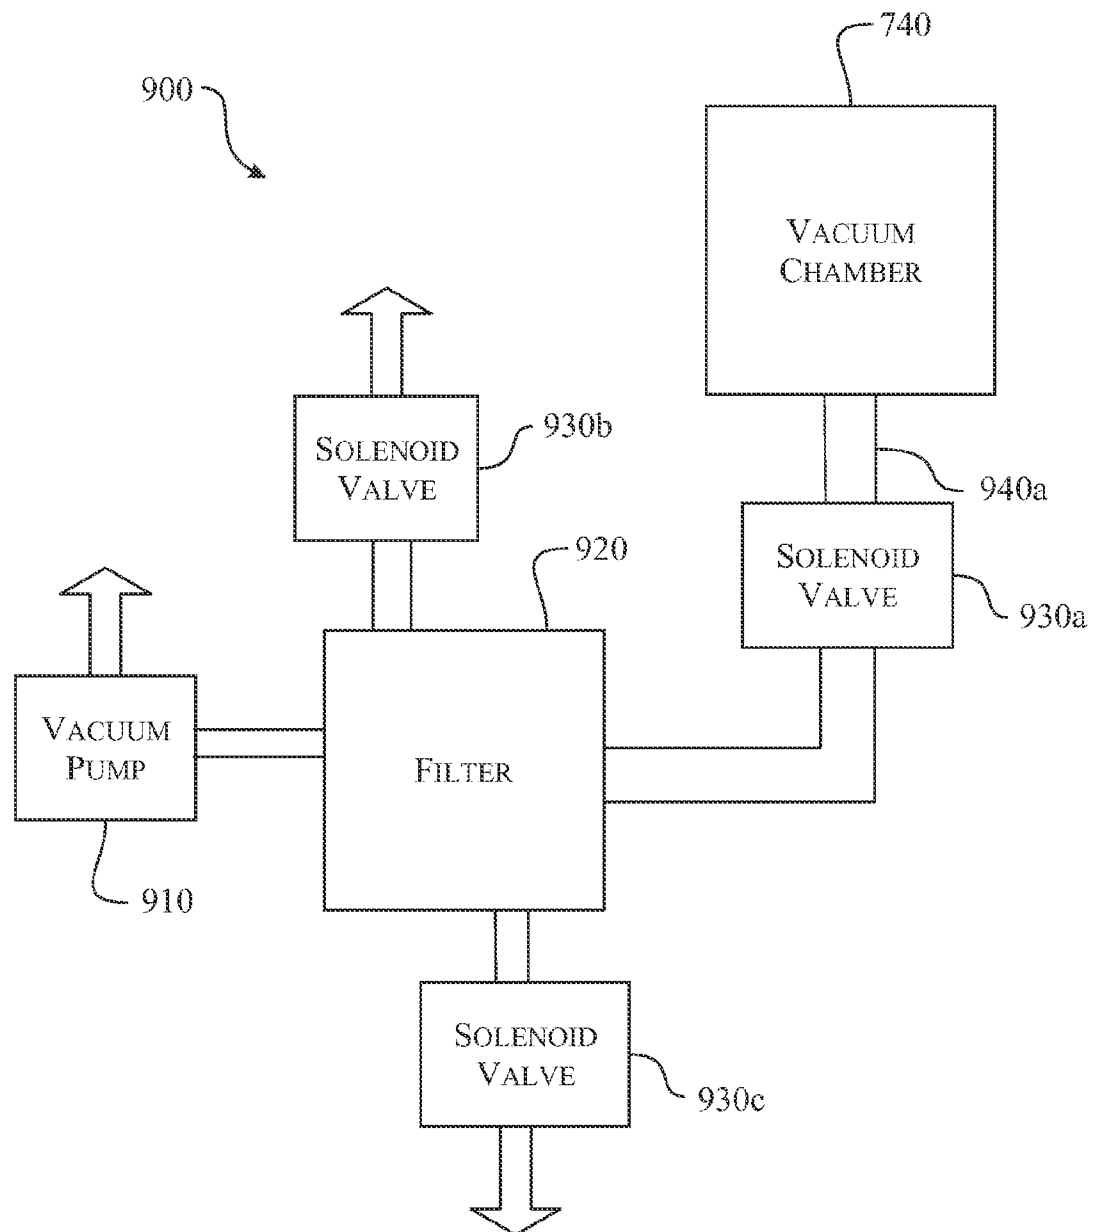 740
900
VACUUM
CHAMBER
930b
SOLENOID
VALVE
940a
920
SOLENOID
VALVE
930a
VACUUM
PUMP
FILTER
910
SOLENOID
VALVE
930c